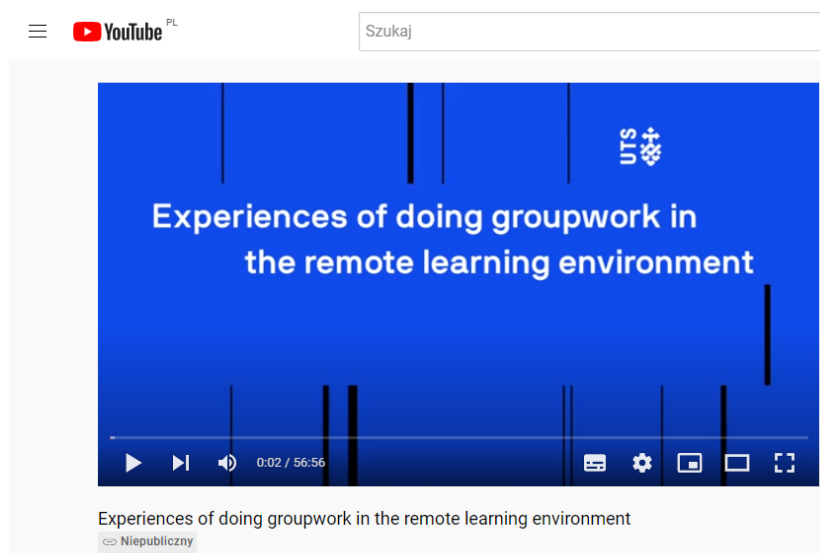 YouTube PL
Szukaj
UTS
Experiences of doing groupwork in
the remote learning environment
0:02 / 56:56
Experiences of doing groupwork in the remote learning environment
Niepubliczny